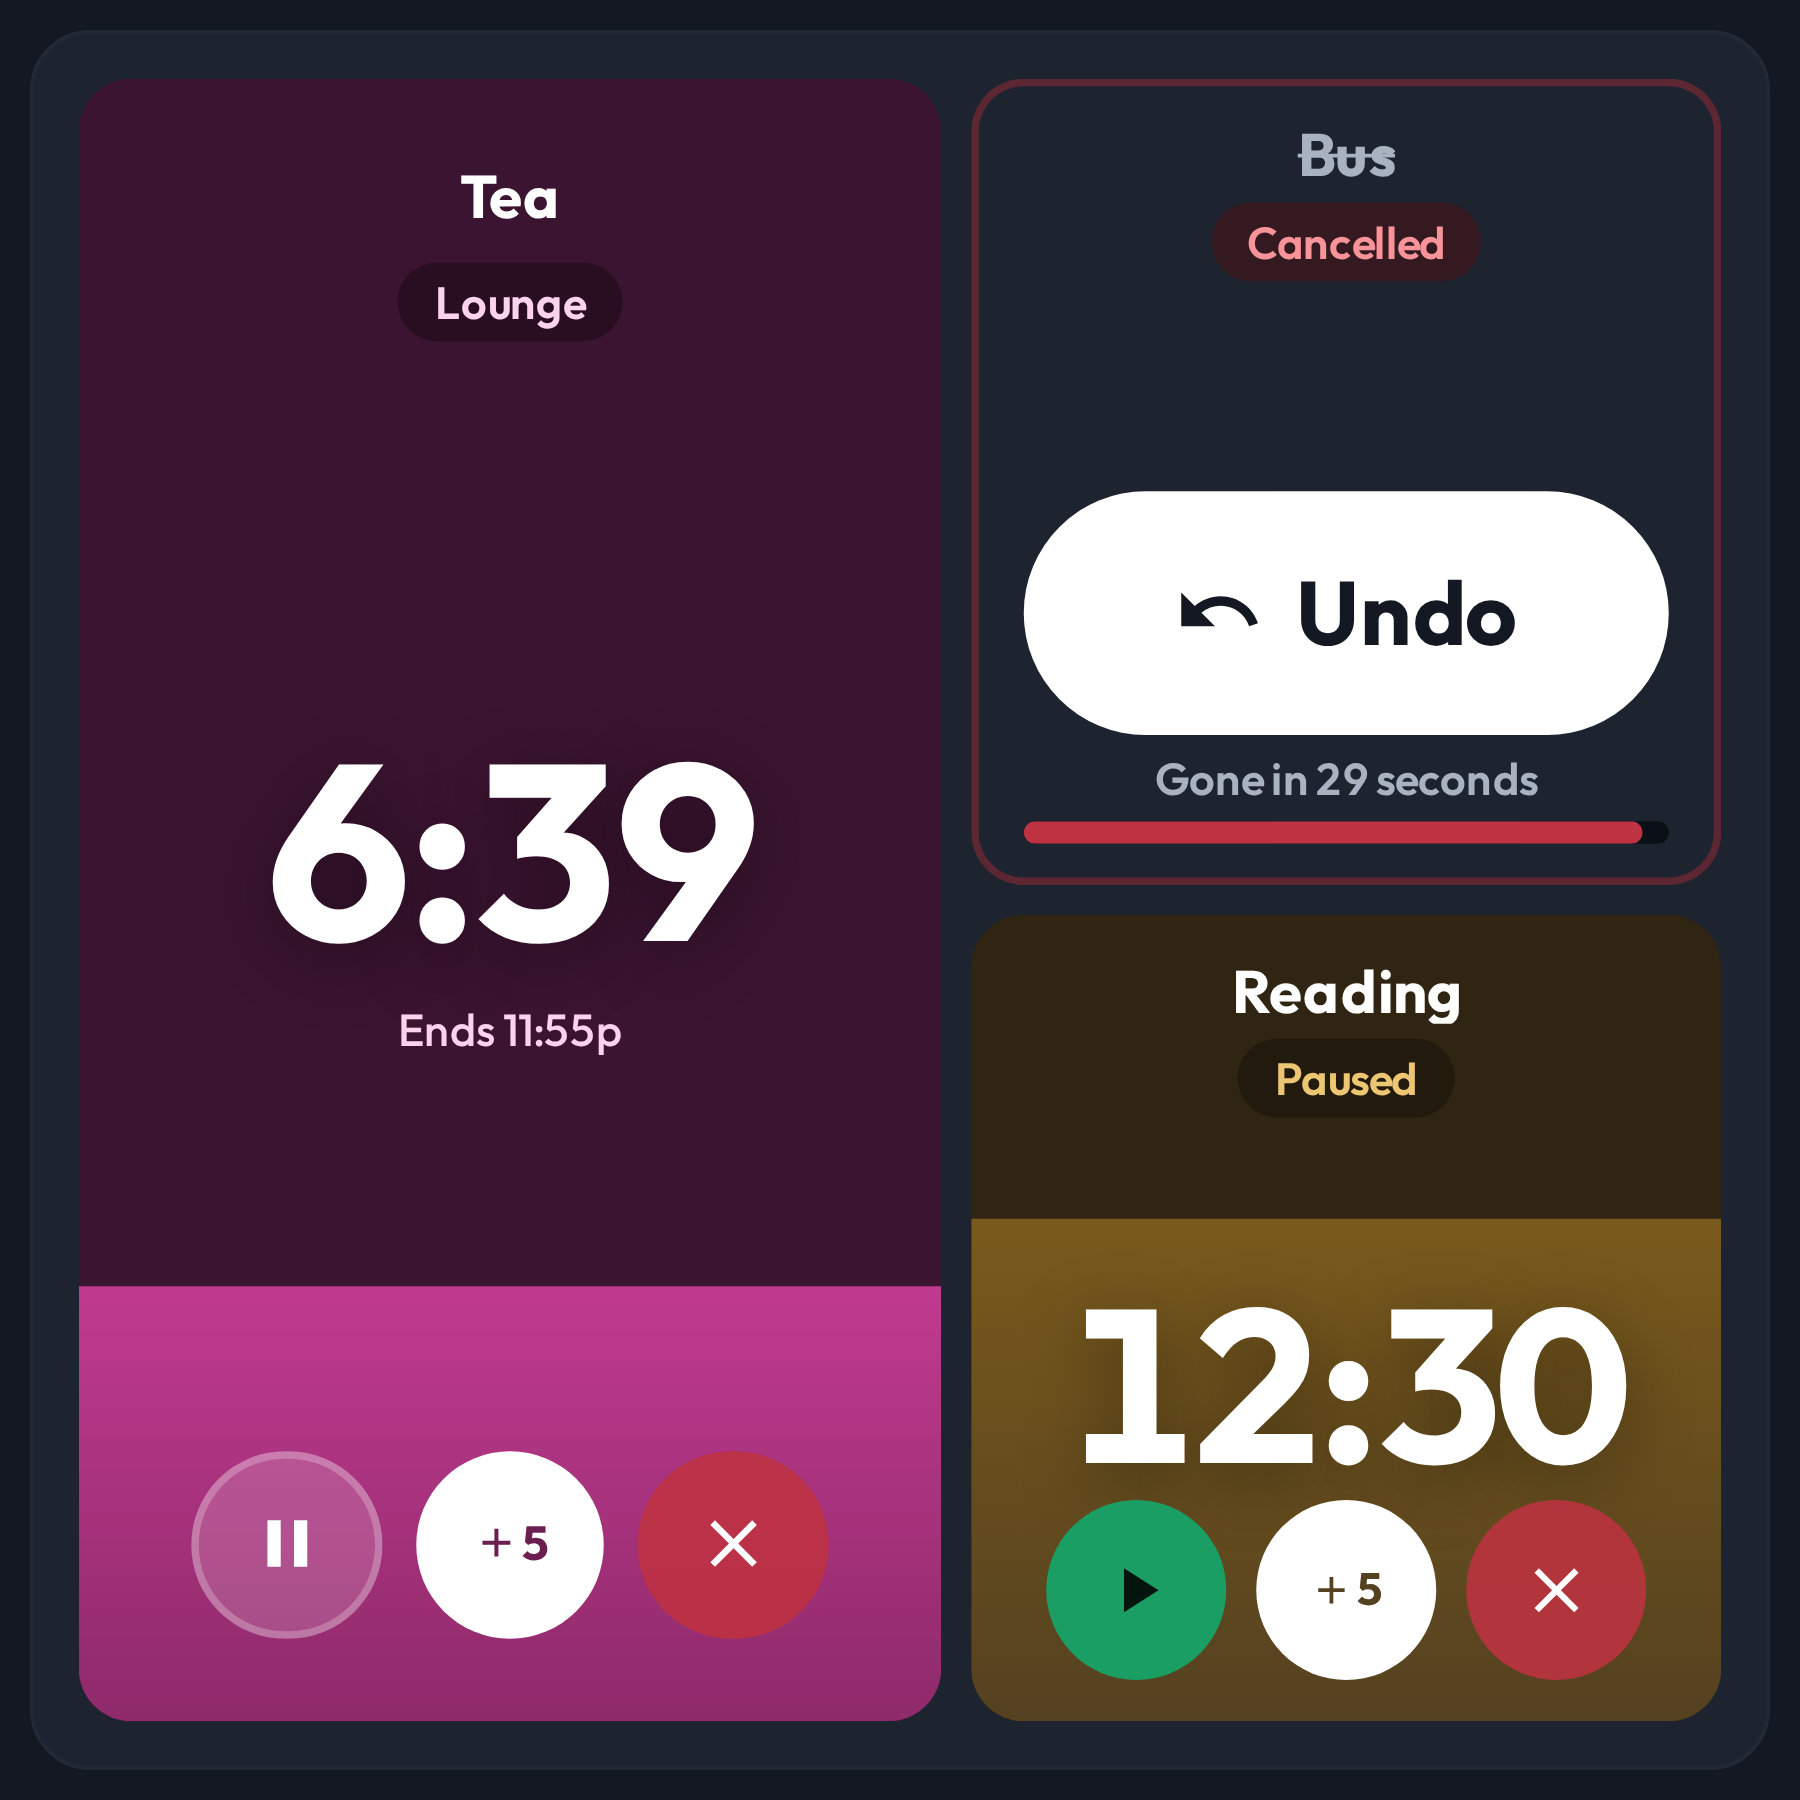 Tea
Lounge
6:39
Ends 11:55p
+ 5
Bus
Cancelled
Undo
Gone in 29 seconds
Reading
Paused
12:30
+ 5